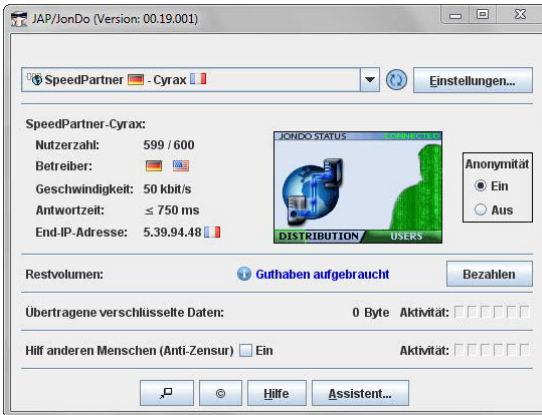 JAP/JonDo (Version: 00.19.001)
SpeedPartner - Cyrax
Einstellungen...
SpeedPartner-Cyrax:
Nutzerzahl: 599 / 600
Betreiber:
Geschwindigkeit: 50 kbit/s
Antwortzeit: ≤ 750 ms
End-IP-Adresse: 5.39.94.48
JONDO STATUS CONNECTED
DISTRIBUTION USERS
Anonymität
Ein
Aus
Restvolumen: Guthaben aufgebraucht Bezahlen
Übertragene verschlüsselte Daten: 0 Byte Aktivität:
Hilf anderen Menschen (Anti-Zensur) Ein Aktivität:
© Hilfe Assistent...